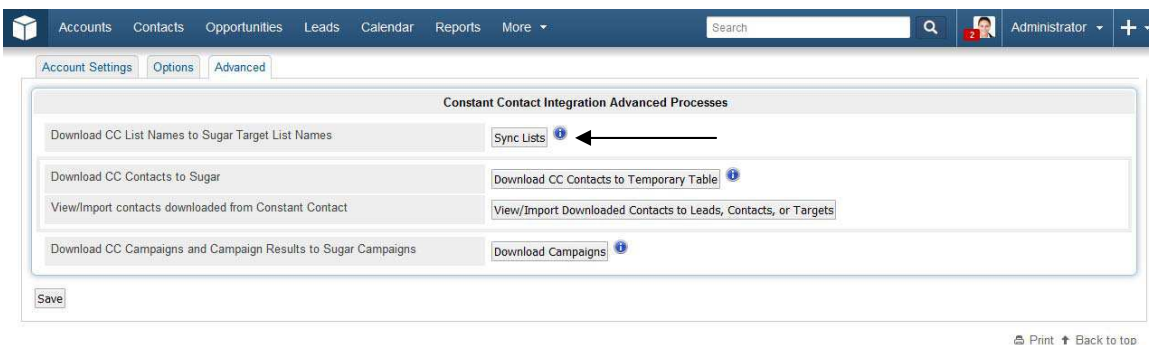 Accounts Contacts Opportunities Leads Calendar Reports More Search 2 Administrator
Account Settings Options Advanced
Constant Contact Integration Advanced Processes
Download CC List Names to Sugar Target List Names Sync Lists
Download CC Contacts to Sugar Download CC Contacts to Temporary Table
View/Import contacts downloaded from Constant Contact View/Import Downloaded Contacts to Leads, Contacts, or Targets
Download CC Campaigns and Campaign Results to Sugar Campaigns Download Campaigns
Save
Print Back to top